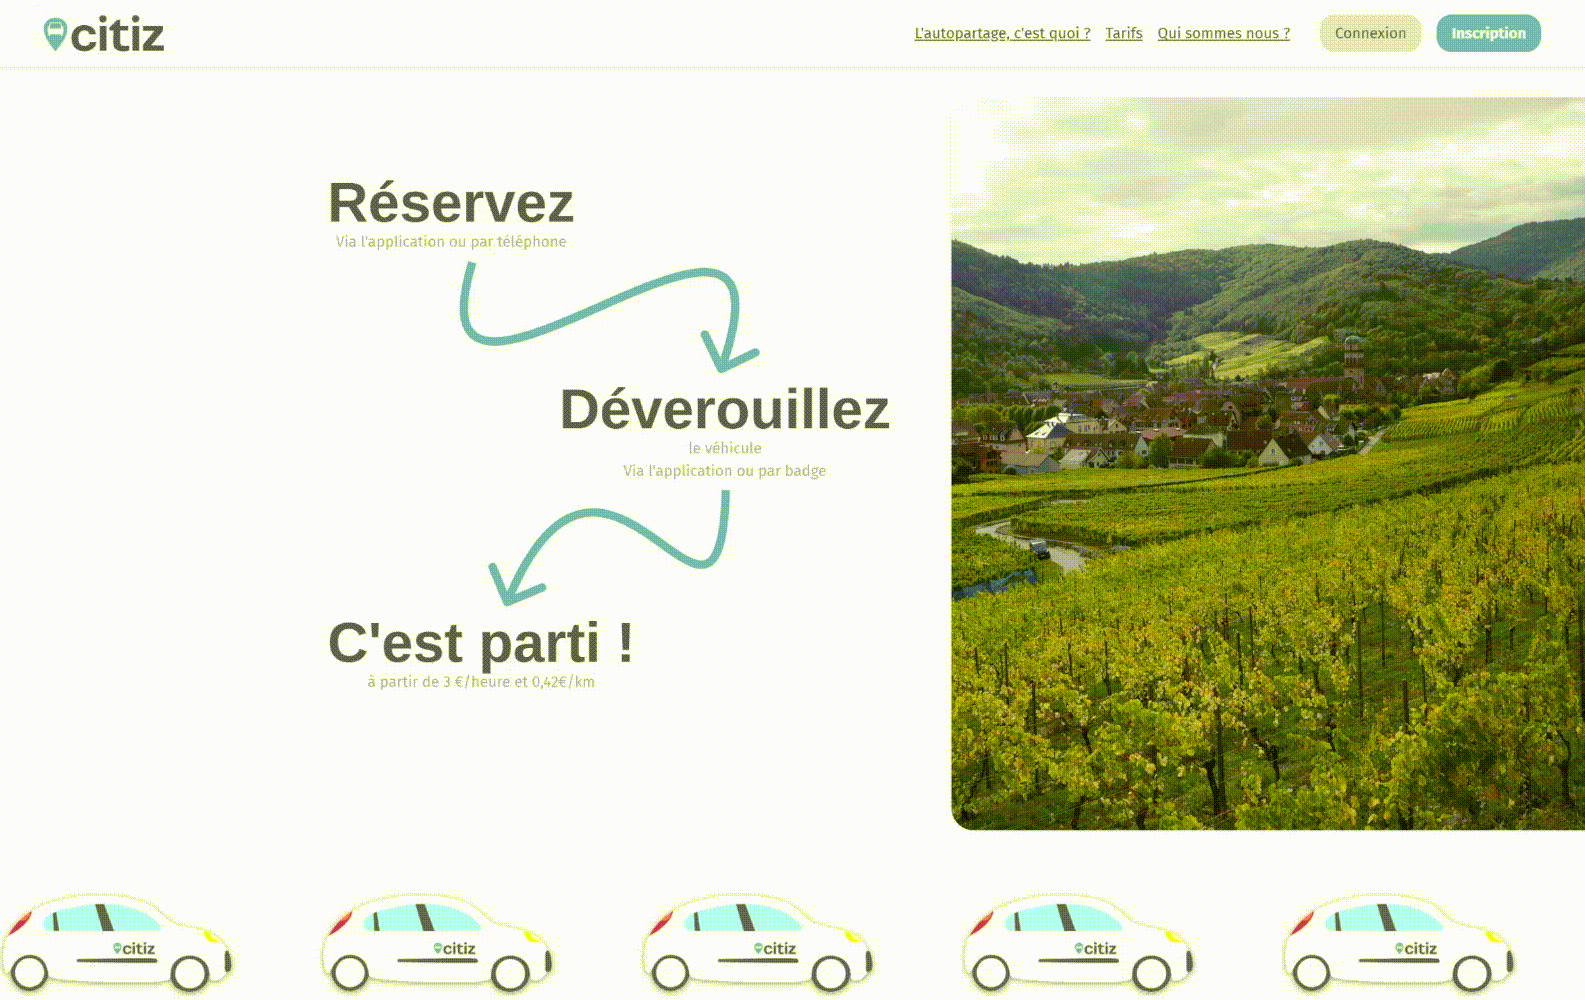 citiz
L'autopartage, c'est quoi ? Tarifs Qui sommes nous ? Connexion Inscription
Réservez
Via l'application ou par téléphone
Déverouillez
le véhicule
Via l'application ou par badge
C'est parti !
à partir de 3 €/heure et 0,42€/km
citiz citiz citiz citiz citiz